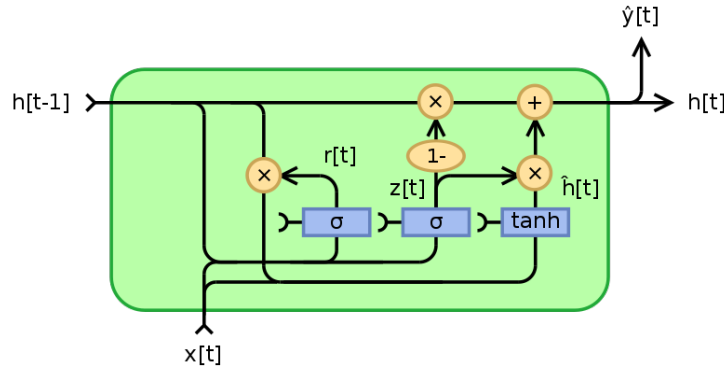 ŷ[t]
h[t-1]
×
+
h[t]
r[t]
1-
×
z[t]
×
ĥ[t]
σ
σ
tanh
x[t]